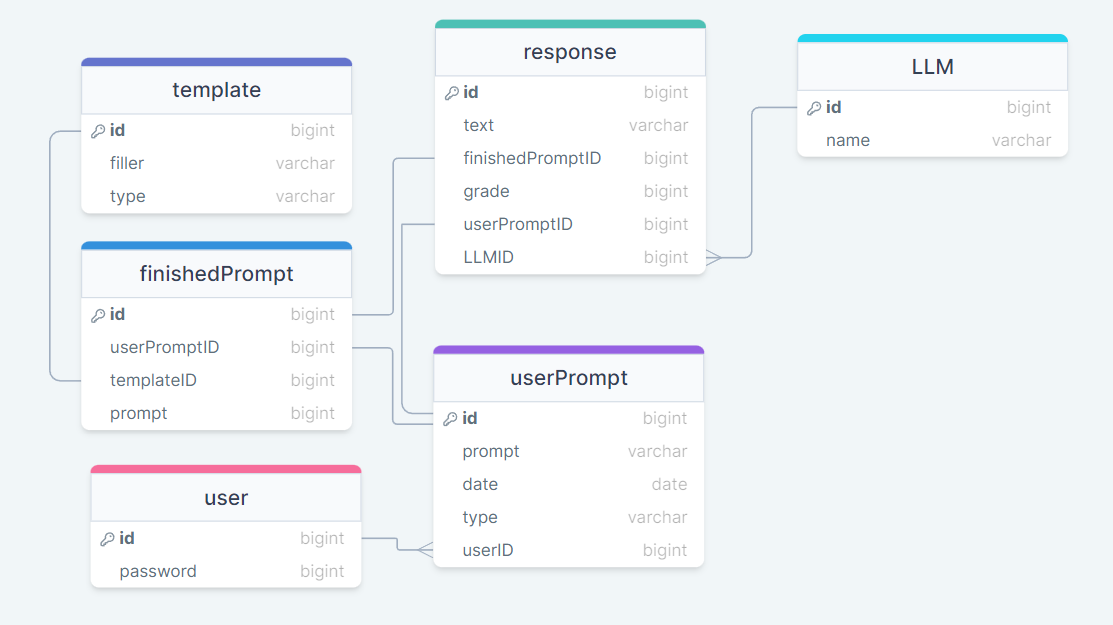 template
id bigint
filler varchar
type varchar
finishedPrompt
id bigint
userPromptID bigint
templateID bigint
prompt bigint
user
id bigint
password bigint
response
id bigint
text varchar
finishedPromptID bigint
grade bigint
userPromptID bigint
LLMID bigint
userPrompt
id bigint
prompt varchar
date date
type varchar
userID bigint
LLM
id bigint
name varchar